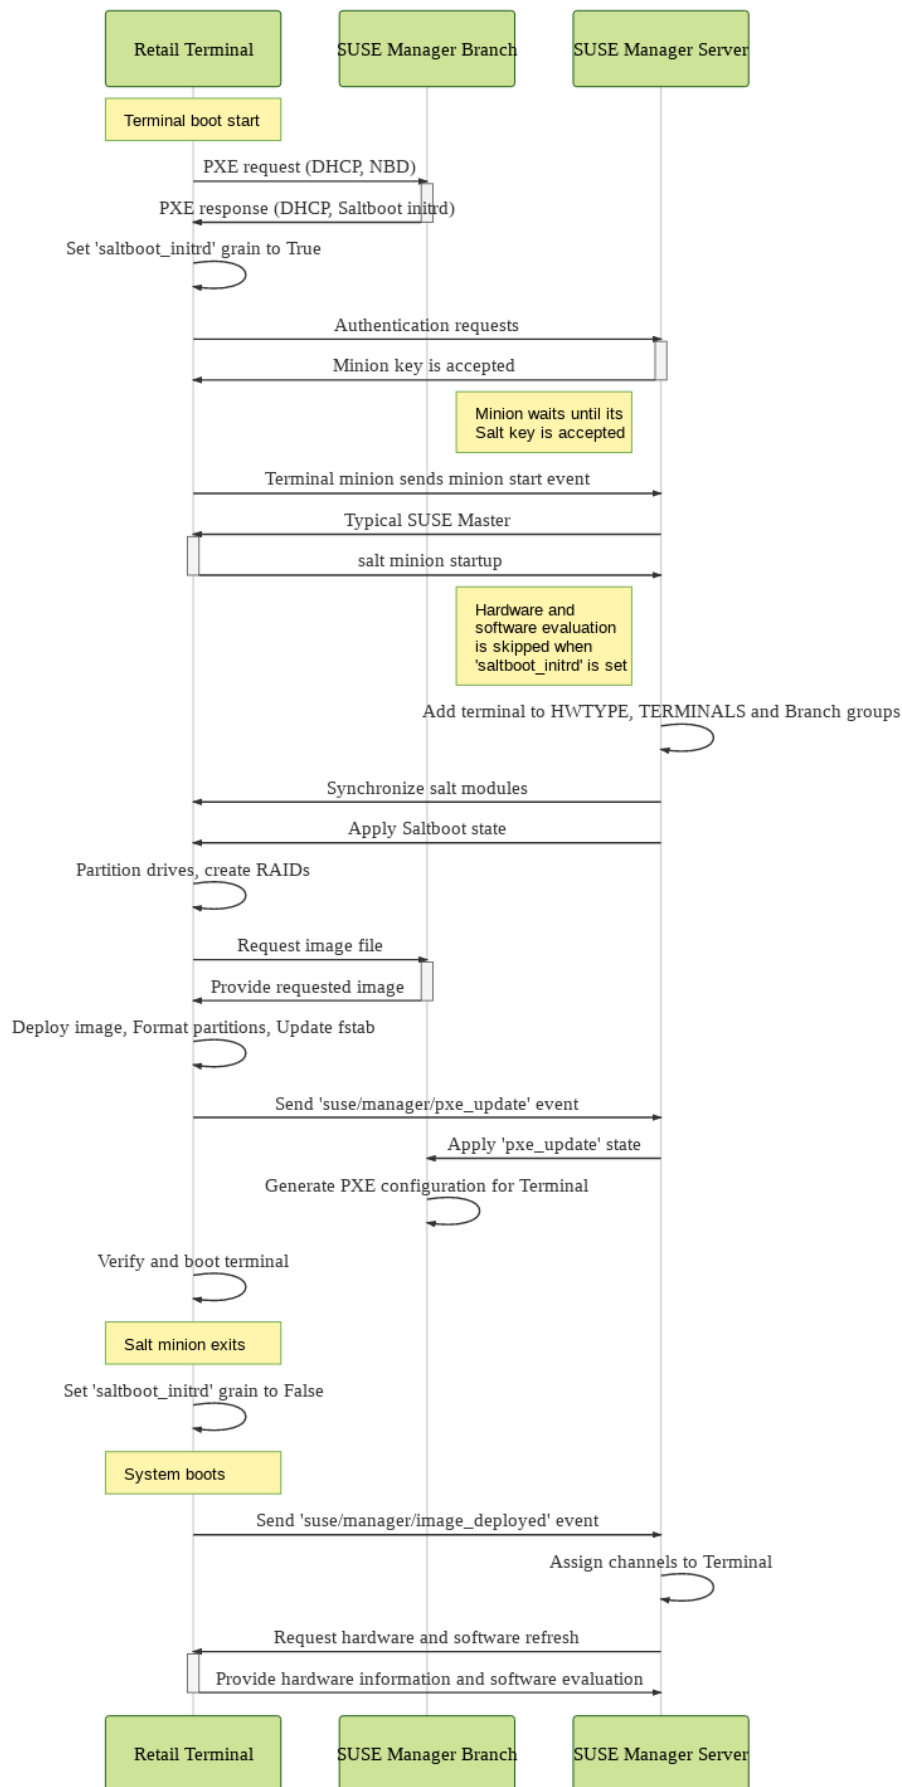 Retail Terminal
SUSE Manager Branch
SUSE Manager Server
Terminal boot start
PXE request (DHCP, NBD)
PXE response (DHCP, Saltboot initrd)
Set 'saltboot_initrd' grain to True
Authentication requests
Minion key is accepted
Minion waits until its
Salt key is accepted
Terminal minion sends minion start event
Typical SUSE Master
salt minion startup
Hardware and
software evaluation
is skipped when
'saltboot_initrd' is set
Add terminal to HWTYPE, TERMINALS and Branch groups
Synchronize salt modules
Apply Saltboot state
Partition drives, create RAIDs
Request image file
Provide requested image
Deploy image, Format partitions, Update fstab
Send 'suse/manager/pxe_update' event
Apply 'pxe_update' state
Generate PXE configuration for Terminal
Verify and boot terminal
Salt minion exits
Set 'saltboot_initrd' grain to False
System boots
Send 'suse/manager/image_deployed' event
Assign channels to Terminal
Request hardware and software refresh
Provide hardware information and software evaluation
Retail Terminal
SUSE Manager Branch
SUSE Manager Server